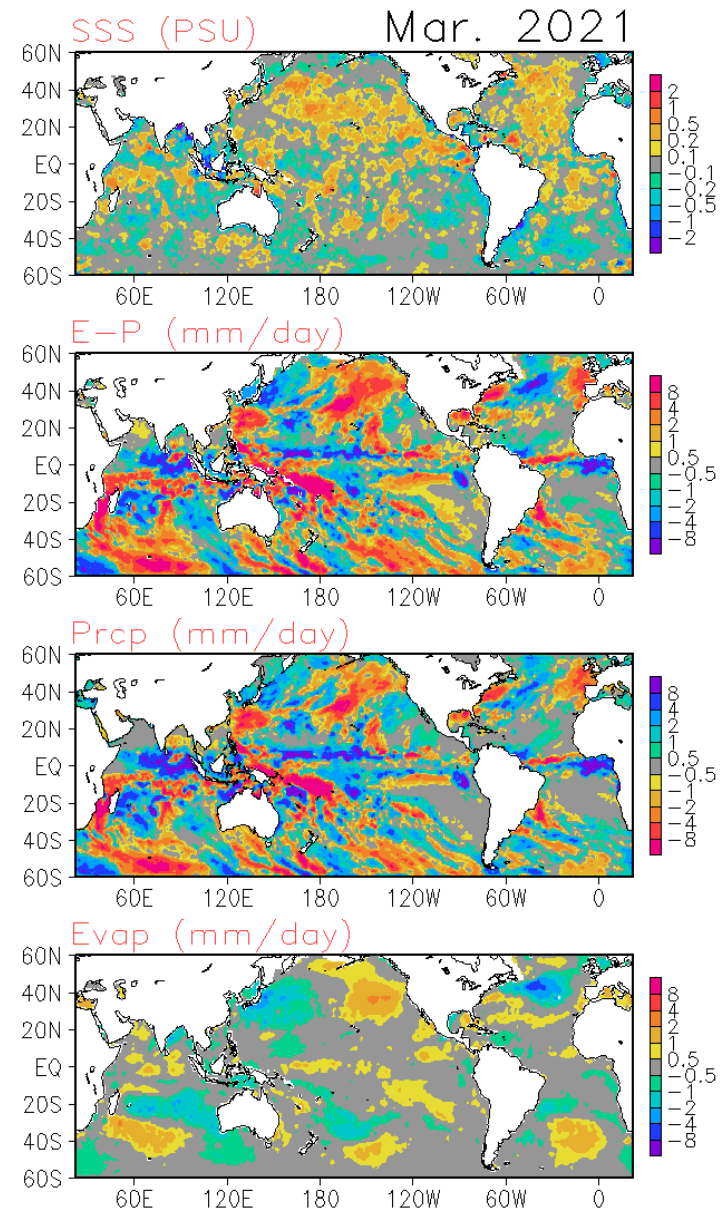 SSS (PSU) Mar. 2021
60N
40N
20N
EQ
20S
40S
60S
60E 120E 180 120W 60W 0
2
1
0.5
0.2
0.1
-0.1
-0.2
-0.5
-1
-2
E-P (mm/day)
60N
40N
20N
EQ
20S
40S
60S
60E 120E 180 120W 60W 0
8
4
2
1
0.5
-0.5
-1
-2
-4
-8
Prcp (mm/day)
60N
40N
20N
EQ
20S
40S
60S
60E 120E 180 120W 60W 0
8
4
2
1
0.5
-0.5
-1
-2
-4
-8
Evap (mm/day)
60N
40N
20N
EQ
20S
40S
60S
60E 120E 180 120W 60W 0
8
4
2
1
0.5
-0.5
-1
-2
-4
-8